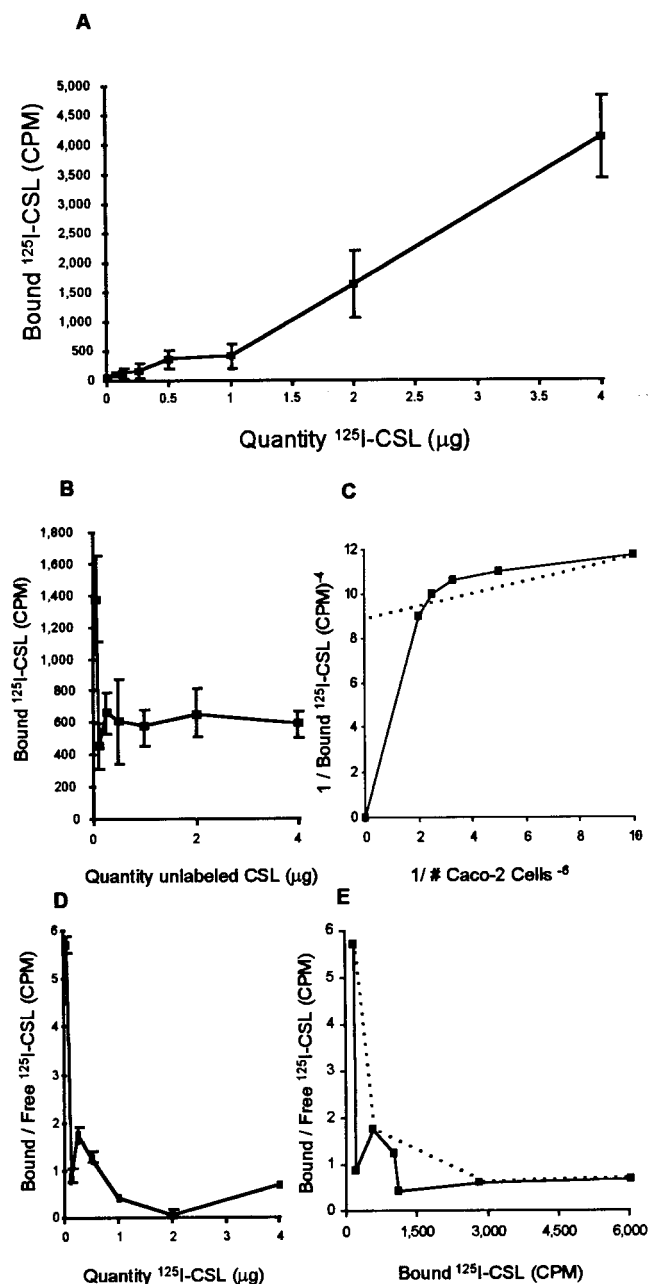 A
5,000
4,500
4,000
3,500
3,000
2,500
2,000
1,500
1,000
500
0
Bound ¹²⁵I-CSL (CPM)
0 0.5 1 1.5 2 2.5 3 3.5 4
Quantity ¹²⁵I-CSL (µg)
B
1,800
1,600
1,400
1,200
1,000
800
600
400
200
0
Bound ¹²⁵I-CSL (CPM)
0 2 4
Quantity unlabeled CSL (µg)
C
12
10
8
6
4
2
0
1 / Bound ¹²⁵I-CSL (CPM)⁻⁴
0 2 4 6 8 10
1/ # Caco-2 Cells ⁻⁶
D
6
5
4
3
2
1
0
Bound / Free ¹²⁵I-CSL (CPM)
0 1 2 3 4
Quantity ¹²⁵I-CSL (µg)
E
6
5
4
3
2
1
0
Bound / Free ¹²⁵I-CSL (CPM)
0 1,500 3,000 4,500 6,000
Bound ¹²⁵I-CSL (CPM)